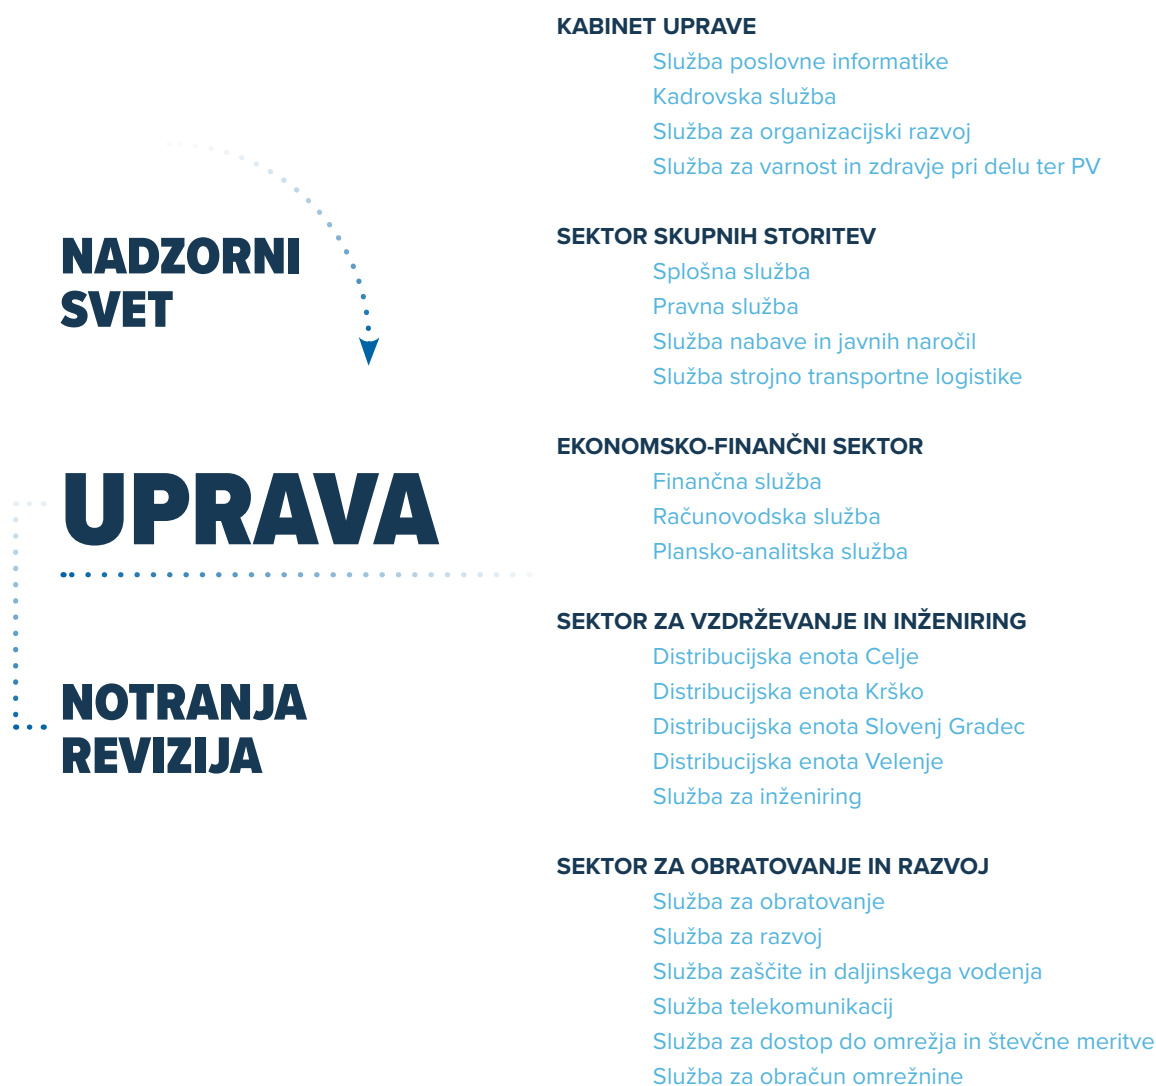 NADZORNI
SVET
UPRAVA
NOTRANJA
REVIZIJA
KABINET UPRAVE
Služba poslovne informatike
Kadrovska služba
Služba za organizacijski razvoj
Služba za varnost in zdravje pri delu ter PV
SEKTOR SKUPNIH STORITEV
Splošna služba
Pravna služba
Služba nabave in javnih naročil
Služba strojno transportne logistike
EKONOMSKO-FINANČNI SEKTOR
Finančna služba
Računovodska služba
Plansko-analitska služba
SEKTOR ZA VZDRŽEVANJE IN INŽENIRING
Distribucijska enota Celje
Distribucijska enota Krško
Distribucijska enota Slovenj Gradec
Distribucijska enota Velenje
Služba za inženiring
SEKTOR ZA OBRATOVANJE IN RAZVOJ
Služba za obratovanje
Služba za razvoj
Služba zaščite in daljinskega vodenja
Služba telekomunikacij
Služba za dostop do omrežja in števčne meritve
Služba za obračun omrežnine